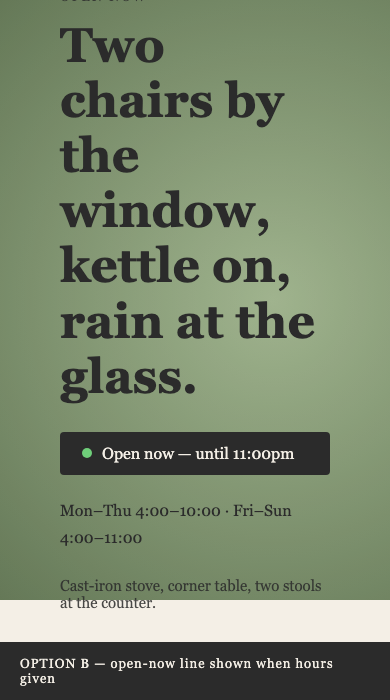 Two
chairs by
the
window,
kettle on,
rain at the
glass.
Open now — until 11:00pm
Mon–Thu 4:00–10:00 · Fri–Sun
4:00–11:00
Cast-iron stove, corner table, two stools
at the counter.
OPTION B — open-now line shown when hours
given